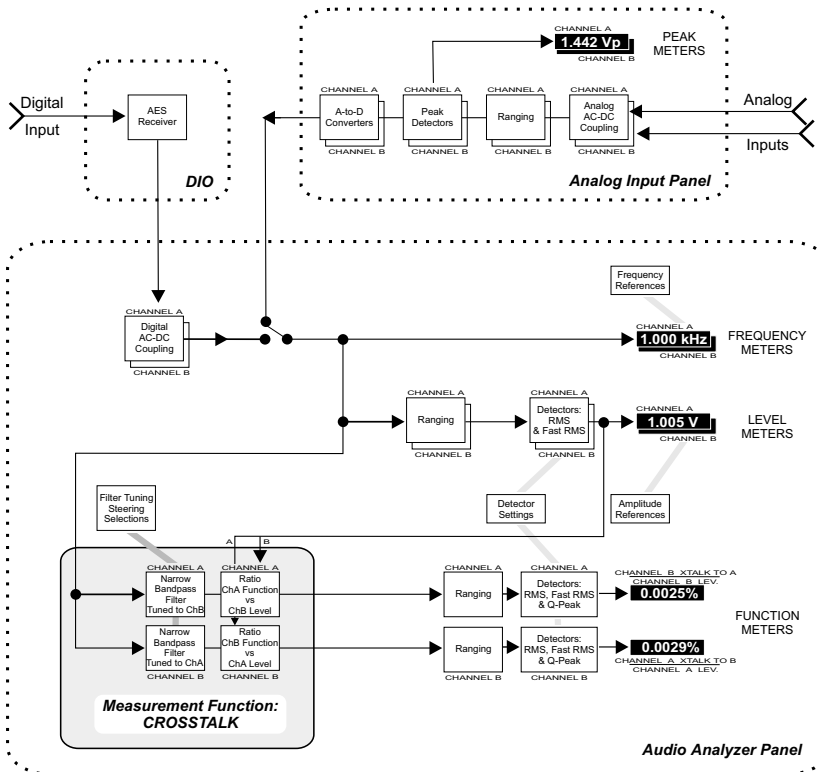 CHANNEL A
1.442 Vp
CHANNEL B
PEAK
METERS
Digital
Input
AES
Receiver
DIO
CHANNEL A
A-to-D
Converters
CHANNEL B
CHANNEL A
Peak
Detectors
CHANNEL B
CHANNEL A
Ranging
CHANNEL B
CHANNEL A
Analog
AC-DC
Coupling
CHANNEL B
Analog
Inputs
Analog Input Panel
CHANNEL A
Digital
AC-DC
Coupling
CHANNEL B
Frequency
References
CHANNEL A
1.000 kHz
CHANNEL B
FREQUENCY
METERS
CHANNEL A
Ranging
CHANNEL B
CHANNEL A
Detectors:
RMS
& Fast RMS
CHANNEL B
CHANNEL A
1.005 V
CHANNEL B
LEVEL
METERS
Filter Tuning
Steering
Selections
Detector
Settings
Amplitude
References
A
B
CHANNEL A
Narrow
Bandpass
Filter
Tuned to ChB
CHANNEL A
Ratio
ChA Function
vs
ChB Level
CHANNEL A
Ranging
CHANNEL A
Detectors:
RMS, Fast RMS
& Q-Peak
CHANNEL B XTALK TO A
CHANNEL B LEV.
0.0025%
FUNCTION
METERS
Narrow
Bandpass
Filter
Tuned to ChA
CHANNEL B
Ratio
ChB Function
vs
ChA Level
CHANNEL B
Ranging
CHANNEL B
Detectors:
RMS, Fast RMS
& Q-Peak
CHANNEL B
0.0029%
CHANNEL A XTALK TO B
CHANNEL A LEV.
Measurement Function:
CROSSTALK
Audio Analyzer Panel